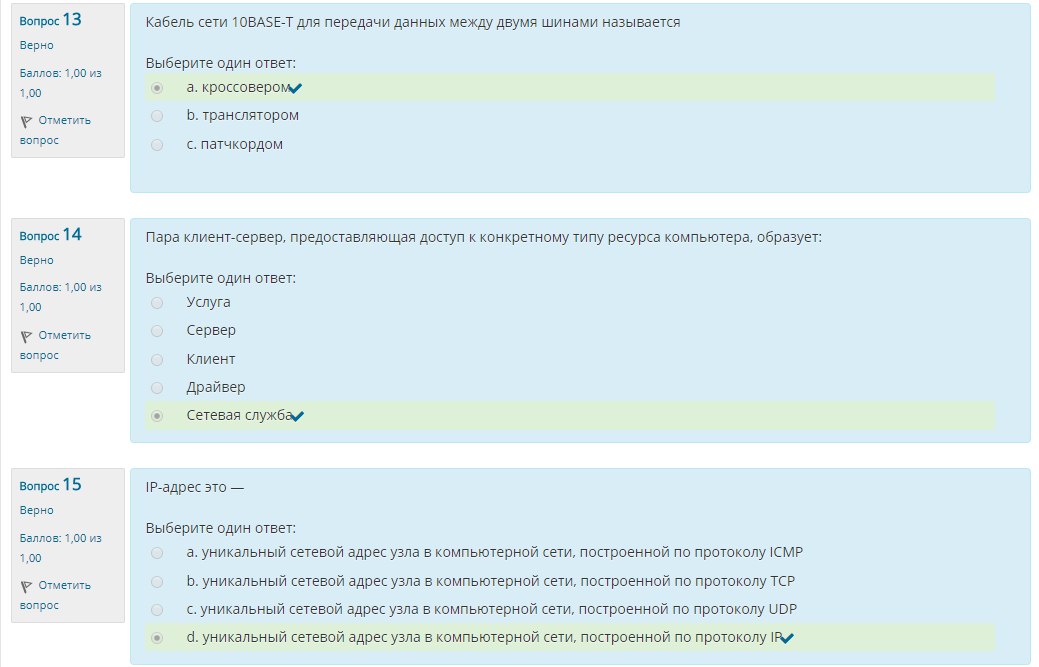 Вопрос 13
Верно
Баллов: 1,00 из
1,00
Отметить
вопрос
Кабель сети 10BASE-T для передачи данных между двумя шинами называется
Выберите один ответ:
a. кроссовером
b. транслятором
c. патчкордом
Вопрос 14
Верно
Баллов: 1,00 из
1,00
Отметить
вопрос
Пара клиент-сервер, предоставляющая доступ к конкретному типу ресурса компьютера, образует:
Выберите один ответ:
Услуга
Сервер
Клиент
Драйвер
Сетевая служба
Вопрос 15
Верно
Баллов: 1,00 из
1,00
Отметить
вопрос
IP-адрес это —
Выберите один ответ:
a. уникальный сетевой адрес узла в компьютерной сети, построенной по протоколу ICMP
b. уникальный сетевой адрес узла в компьютерной сети, построенной по протоколу TCP
c. уникальный сетевой адрес узла в компьютерной сети, построенной по протоколу UDP
d. уникальный сетевой адрес узла в компьютерной сети, построенной по протоколу IP